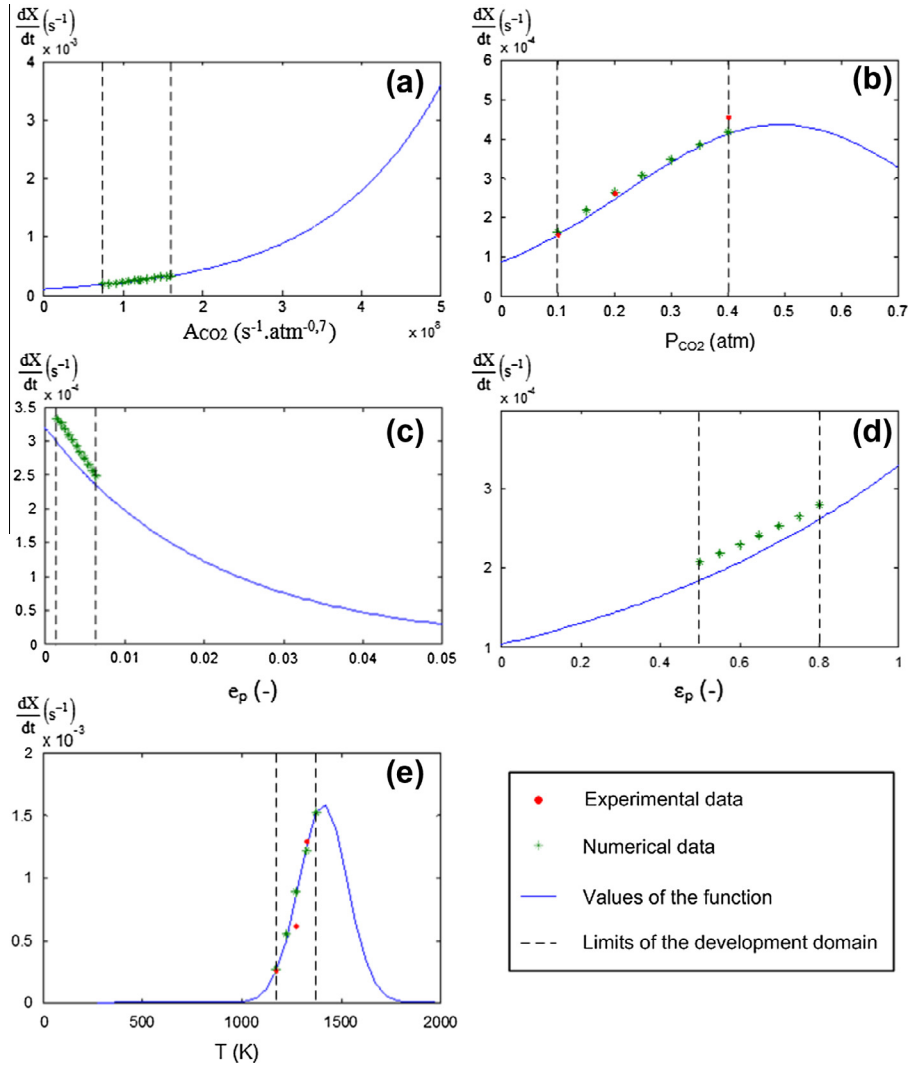 dX/dt (s⁻¹)
× 10⁻³
(a)
4
3
2
1
0
0 1 2 3 4 5
× 10⁸
Aco2 (s⁻¹.atm⁻⁰,⁷)
dX/dt (s⁻¹)
× 10⁻⁴
(b)
6
5
4
3
2
1
0
0 0.1 0.2 0.3 0.4 0.5 0.6 0.7
P_CO2 (atm)
dX/dt (s⁻¹)
× 10⁻⁴
(c)
3.5
3
2.5
2
1.5
1
0.5
0
0 0.01 0.02 0.03 0.04 0.05
e_p (-)
dX/dt (s⁻¹)
× 10⁻⁴
(d)
3
2
1
0 0.2 0.4 0.6 0.8 1
ε_p (-)
dX/dt (s⁻¹)
× 10⁻³
(e)
2
1.5
1
0.5
0
0 500 1000 1500 2000
T (K)
Experimental data
Numerical data
Values of the function
Limits of the development domain